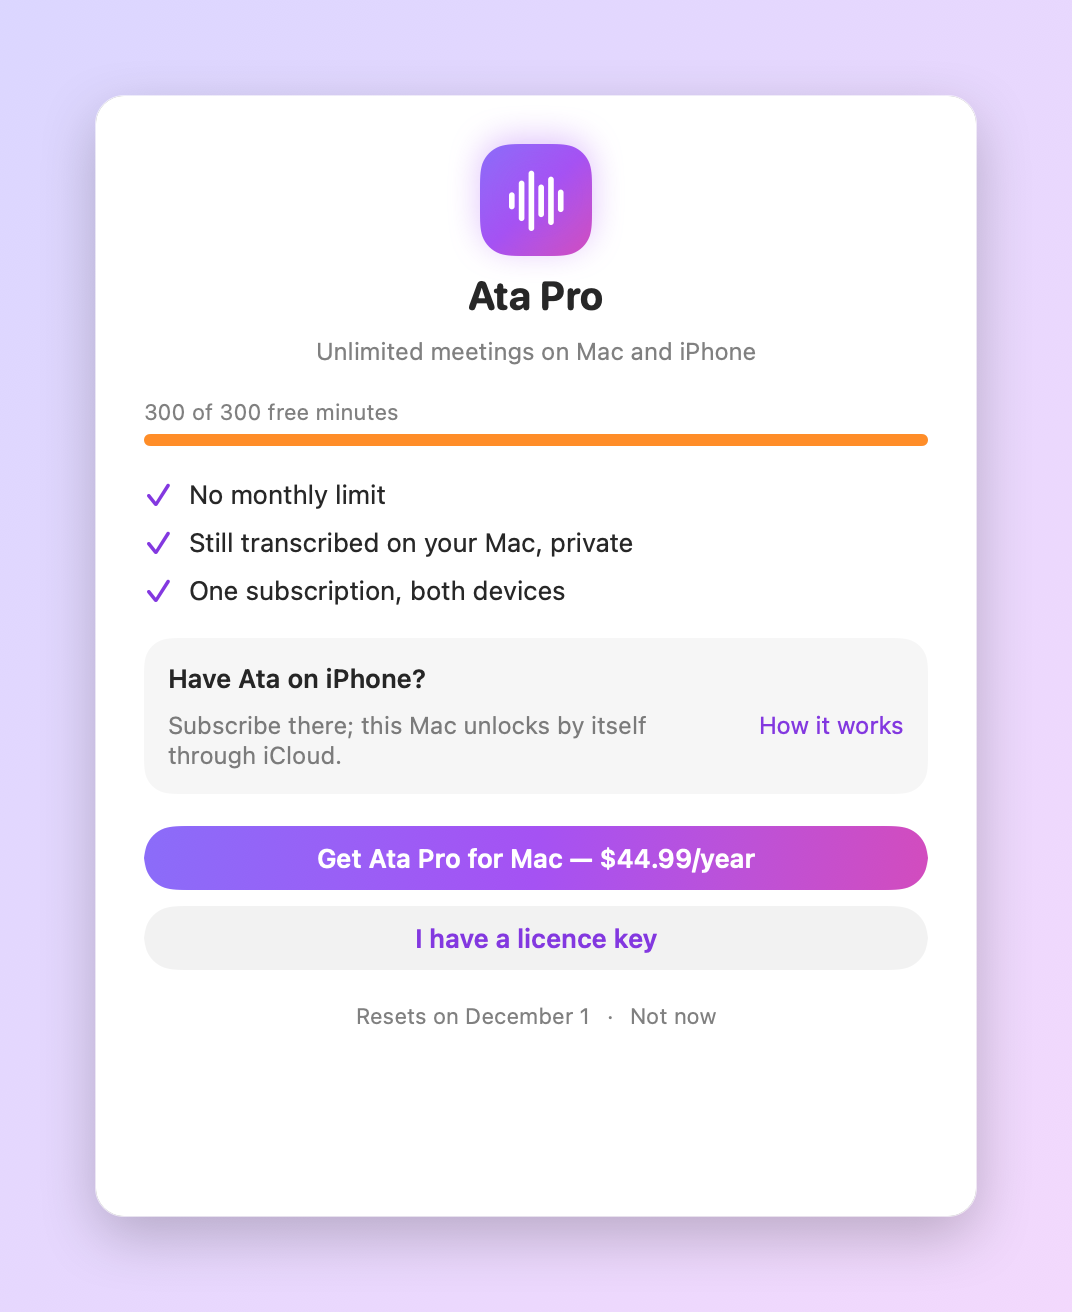 Ata Pro
Unlimited meetings on Mac and iPhone
300 of 300 free minutes
No monthly limit
Still transcribed on your Mac, private
One subscription, both devices
Have Ata on iPhone?
Subscribe there; this Mac unlocks by itself
through iCloud.
How it works
Get Ata Pro for Mac — $44.99/year
I have a licence key
Resets on December 1 · Not now